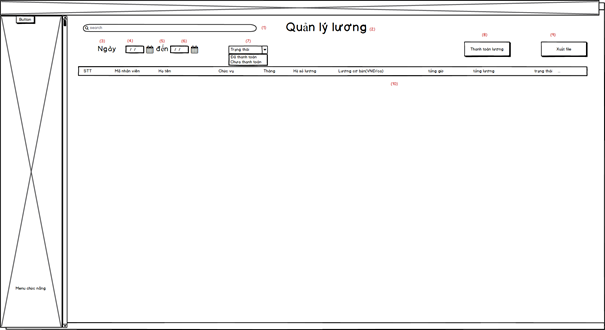 Button
search
(1)
Quản lý lương
(2)
(3)
(4)
(5)
(6)
(7)
(8)
(9)
Ngày
/ /
đến
/ /
Trạng thái
Đã thanh toán
Chưa thanh toán
Thanh toán lương
Xuất file
STT Mã nhân viên Họ tên Chức vụ Tháng Hệ số lương Lương cơ bản(VNĐ/giờ) tổng giờ tổng lương trạng thái
(10)
Menu chức năng